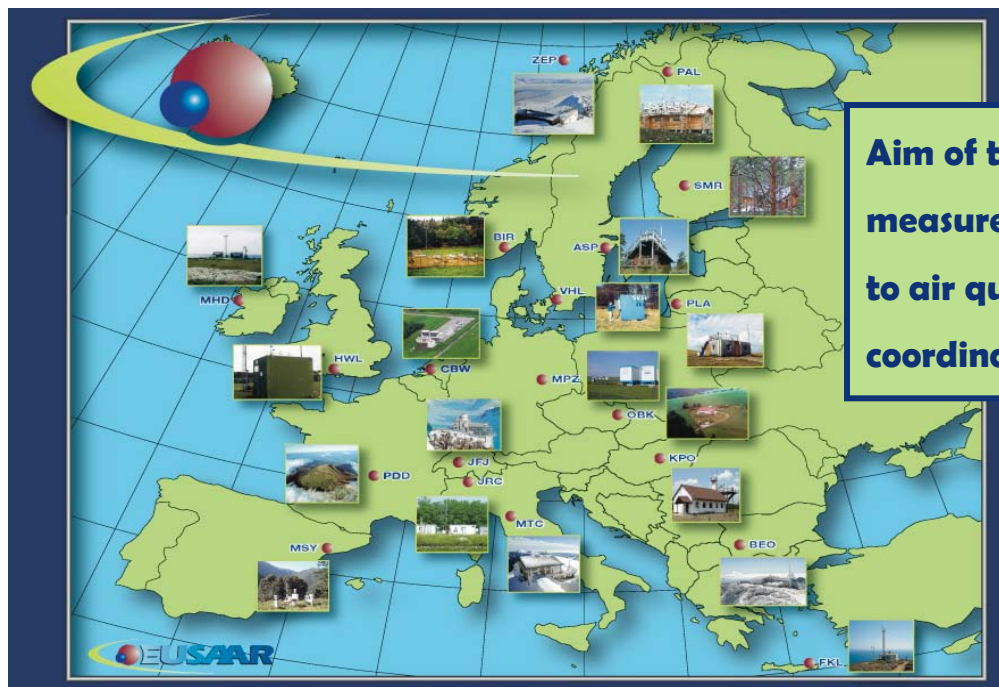 ZEP
PAL
Aim of t
measure
to air qu
coordina
SMR
BIR
ASP
MHD
VHL
PLA
HWL
CBW
MPZ
OBK
JFJ
KPO
PDD
JRC
MTC
MSY
BEO
EUSAAR
FKL